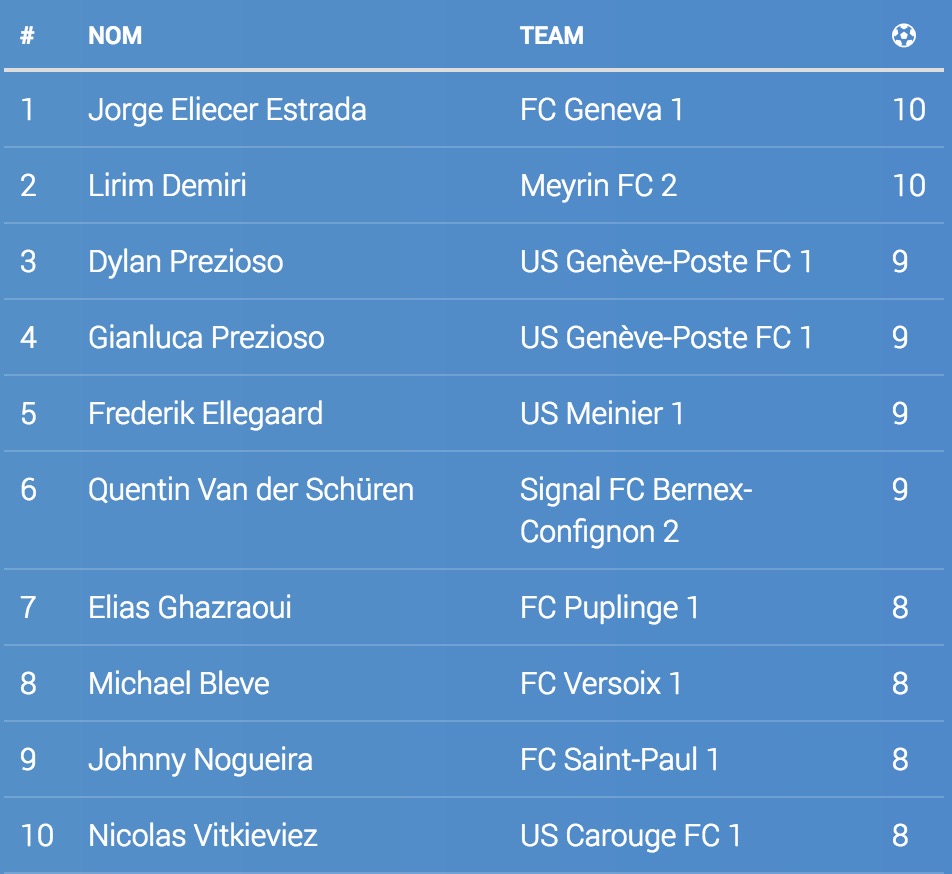 # NOM TEAM
1 Jorge Eliecer Estrada FC Geneva 1 10
2 Lirim Demiri Meyrin FC 2 10
3 Dylan Prezioso US Genève-Poste FC 1 9
4 Gianluca Prezioso US Genève-Poste FC 1 9
5 Frederik Ellegaard US Meinier 1 9
6 Quentin Van der Schüren Signal FC Bernex- 9
Confignon 2
7 Elias Ghazraoui FC Puplinge 1 8
8 Michael Bleve FC Versoix 1 8
9 Johnny Nogueira FC Saint-Paul 1 8
10 Nicolas Vitkieviez US Carouge FC 1 8